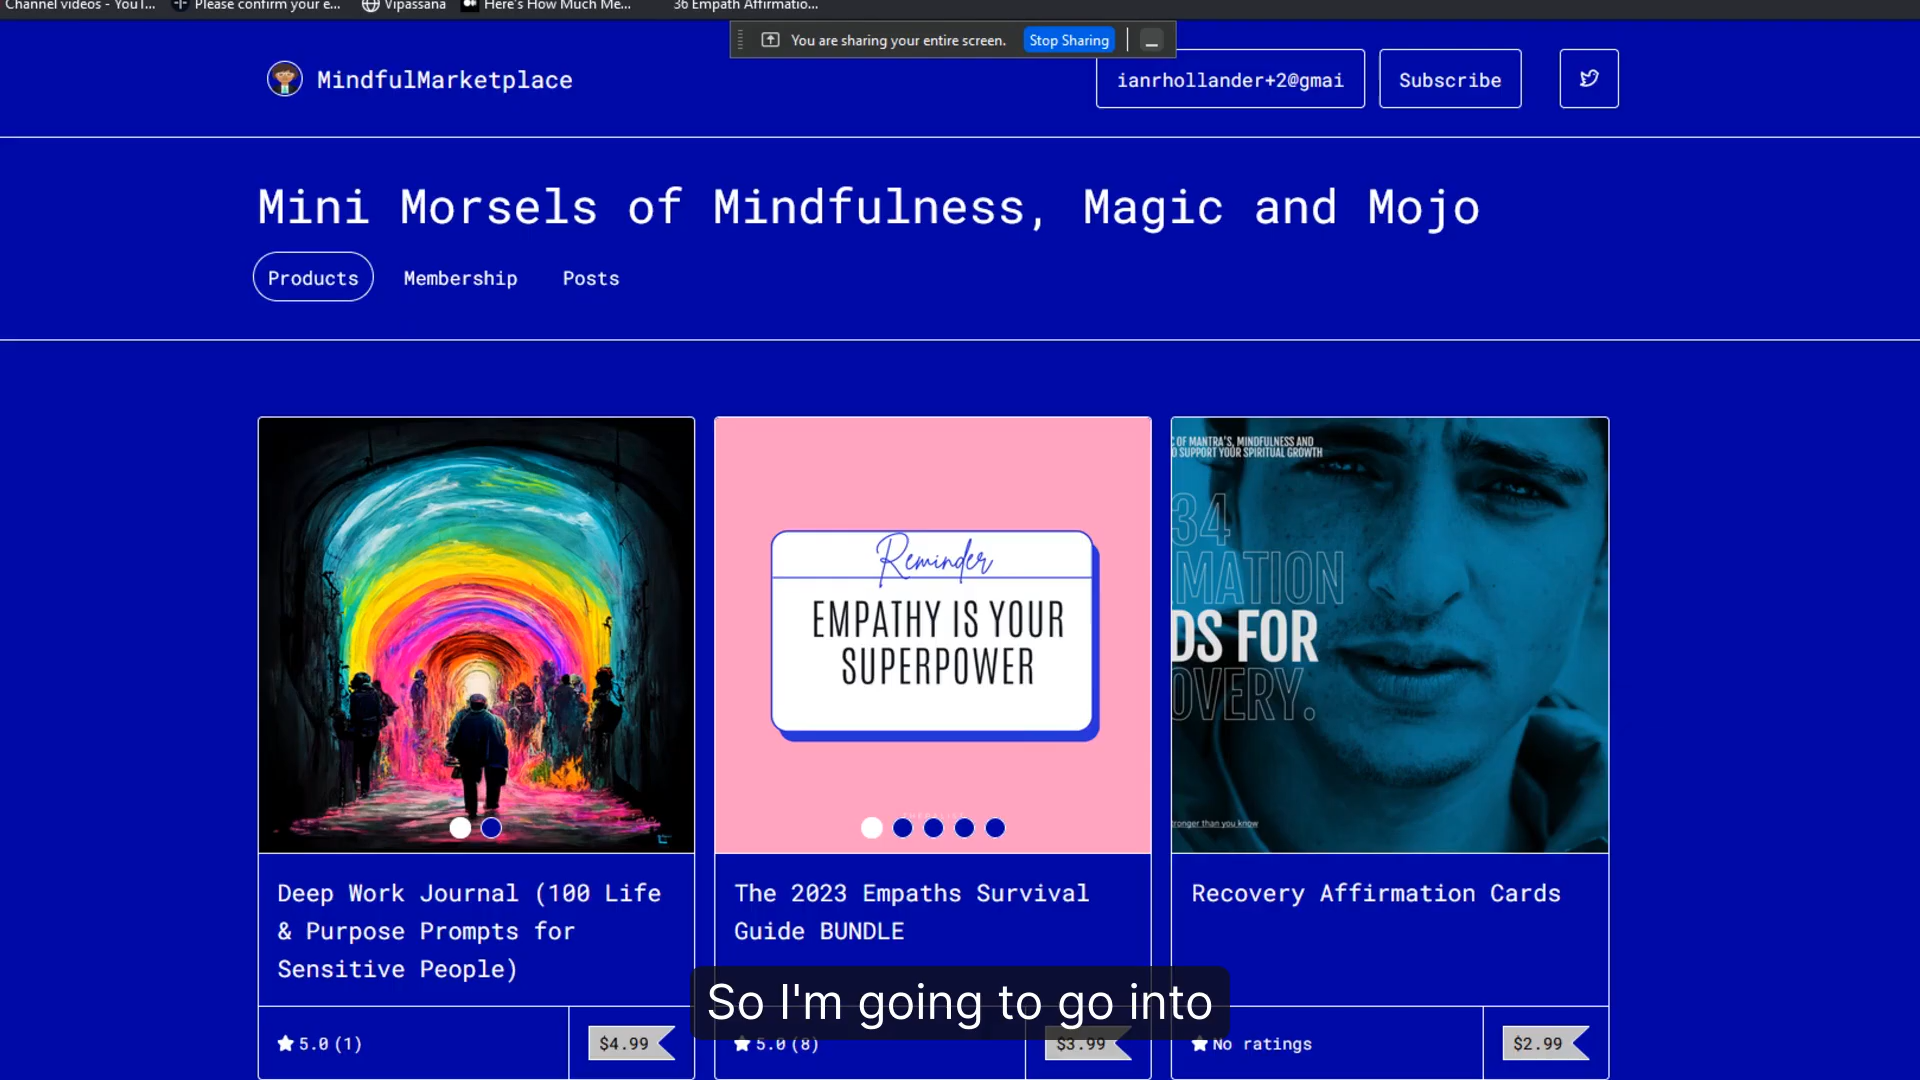 Channel videos - YouT...
Please confirm your e...
Vipassana
Here's How Much Me...
36 Empath Affirmatio...
You are sharing your entire screen.
Stop Sharing
MindfulMarketplace
ianrhollander+2@gmai
Subscribe
Mini Morsels of Mindfulness, Magic and Mojo
Products
Membership
Posts
Reminder
EMPATHY IS YOUR
SUPERPOWER
OF MANTRA'S, MINDFULNESS AND
O SUPPORT YOUR SPIRITUAL GROWTH
34
MATION
DS FOR
OVERY.
ronger than you know
Deep Work Journal (100 Life
& Purpose Prompts for
Sensitive People)
The 2023 Empaths Survival
Guide BUNDLE
Recovery Affirmation Cards
So I'm going to go into
5.0 (1)
$4.99
5.0 (8)
$3.99
No ratings
$2.99